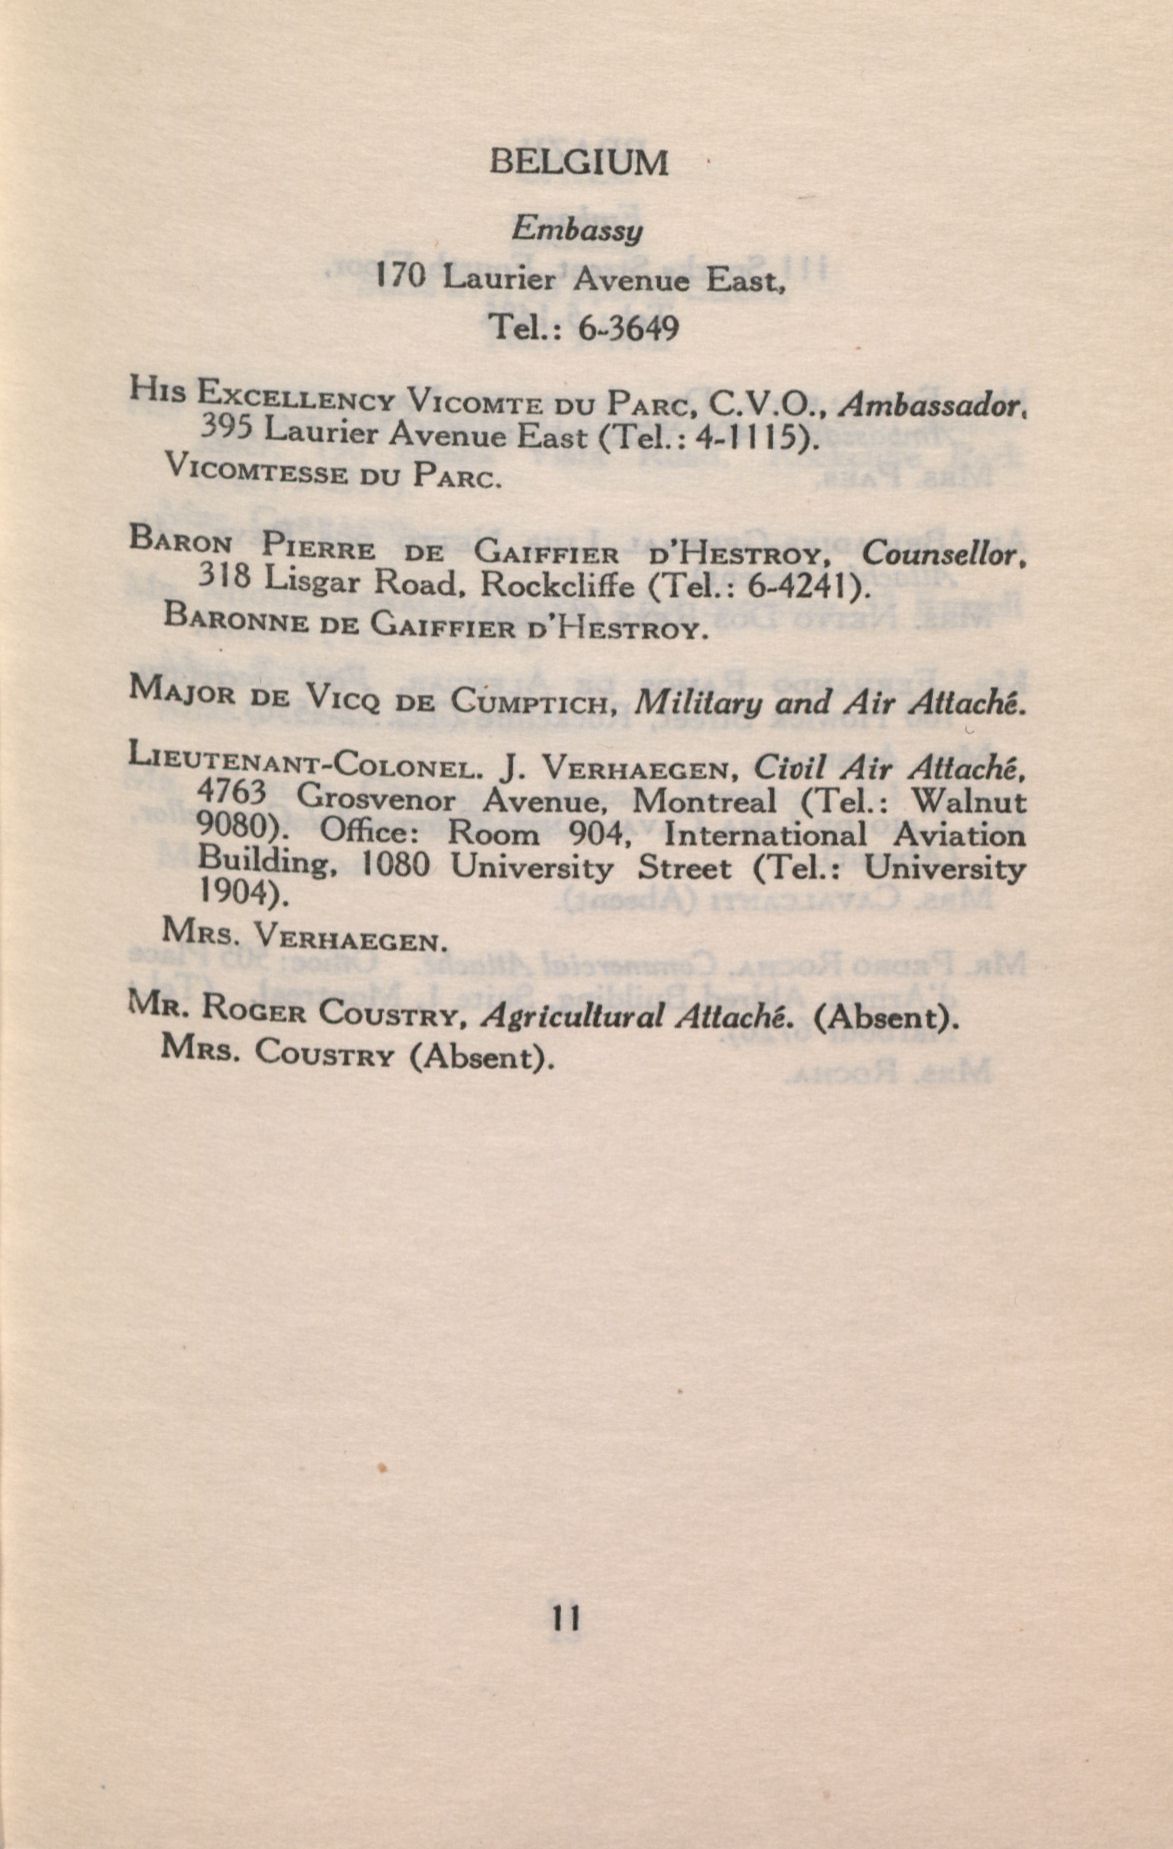 BELGIUM
Embassy
170 Laurier Avenue East,
Tel.: 6-3649
His Excellency Vicomte du Parc, C.V.O., Ambassador,
395 Laurier Avenue East (Tel.: 4-1115).
Vicomtesse du Parc.
Baron Pierre de Gaiffier d'Hestroy, Counsellor,
318 Lisgar Road, Rockcliffe (Tel.: 6-4241).
Baronne de Gaiffier d'Hestroy.
Major de Vicq de Cumptich, Military and Air Attaché.
Lieutenant-Colonel. J. Verhaegen, Civil Air Attaché,
4763 Grosvenor Avenue, Montreal (Tel.: Walnut
9080). Office: Room 904, International Aviation
Building, 1080 University Street (Tel.: University
1904).
Mrs. Verhaegen.
Mr. Roger Coustry, Agricultural Attaché. (Absent).
Mrs. Coustry (Absent).
11